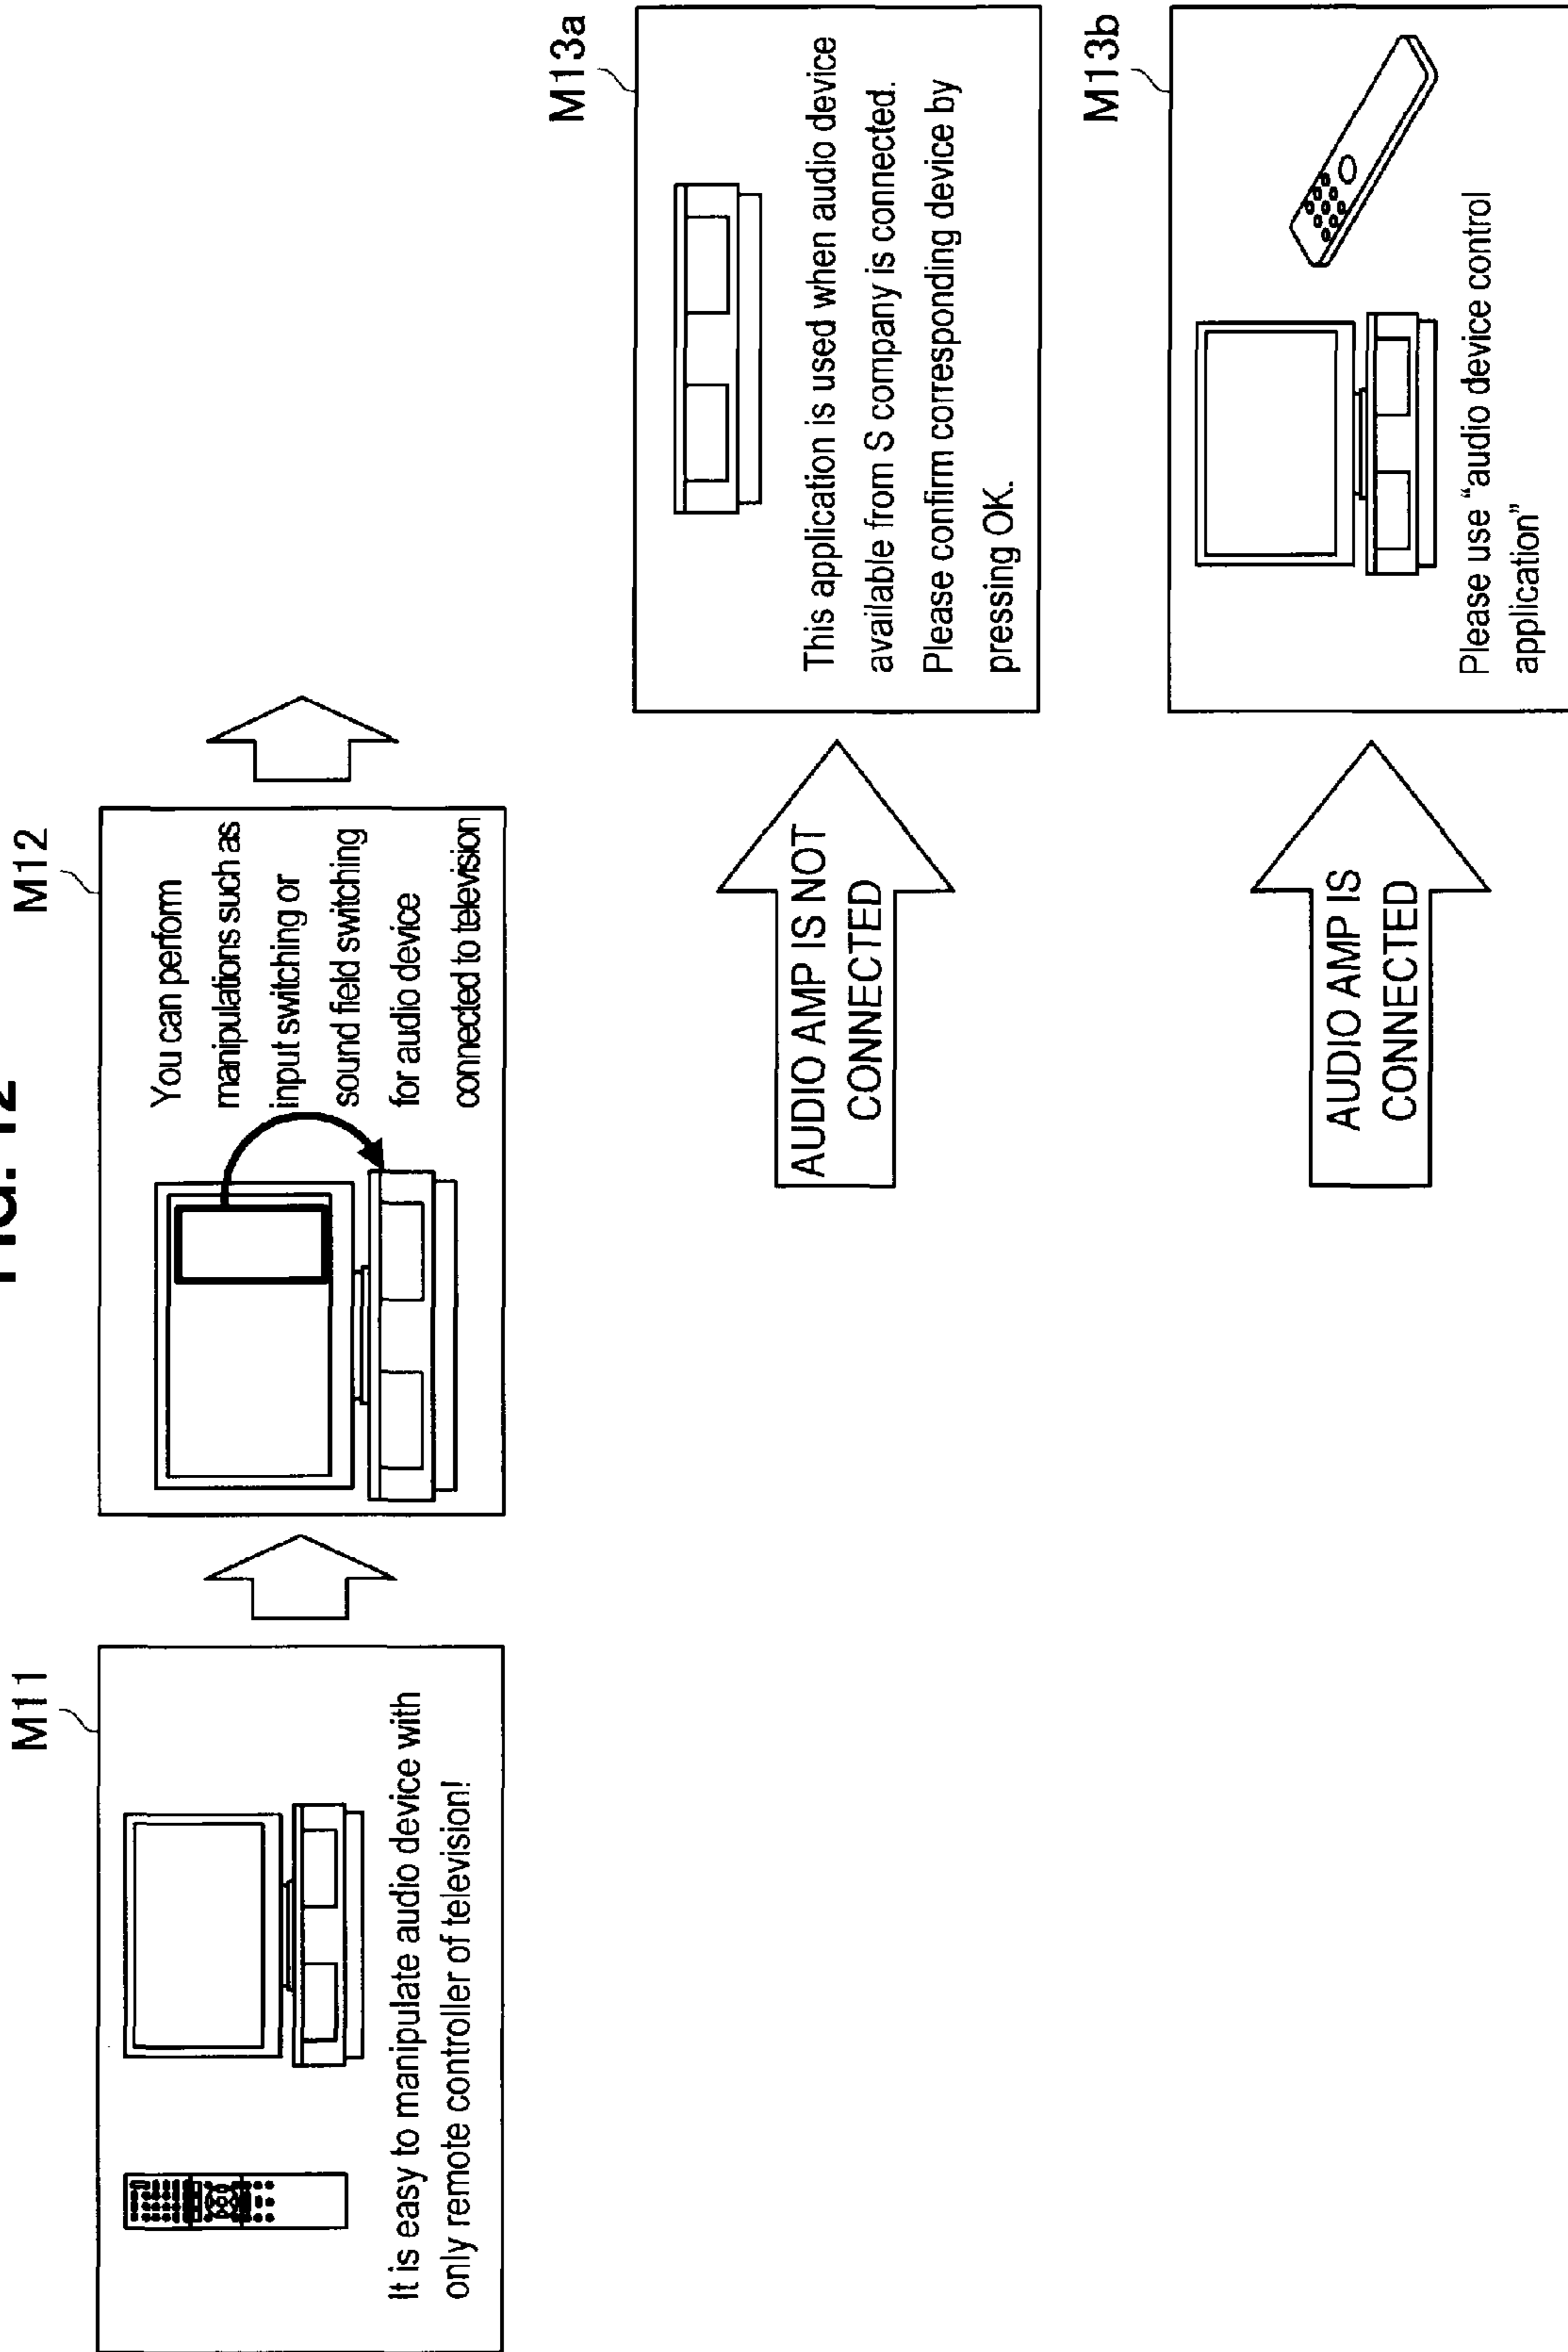 FIG. 12
M11
It is easy to manipulate audio device with
only remote controller of television!
M12
You can perform
manipulations such as
input switching or
sound field switching
for audio device
connected to television
AUDIO AMP IS NOT
CONNECTED
M13a
This application is used when audio device
available from S company is connected.
Please confirm corresponding device by
pressing OK.
AUDIO AMP IS
CONNECTED
M13b
Please use “audio device control
application”